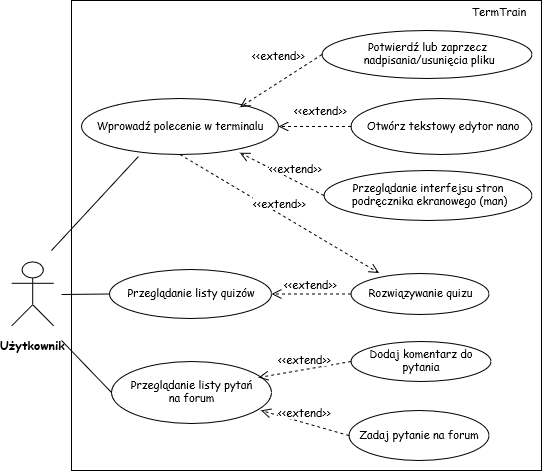 TermTrain
Potwierdź lub zaprzecz
nadpisania/usunięcia pliku
<<extend>>
Wprowadź polecenie w terminalu
<<extend>>
Otwórz tekstowy edytor nano
<<extend>>
Przeglądanie interfejsu stron
podręcznika ekranowego (man)
<<extend>>
Przeglądanie listy quizów
<<extend>>
Rozwiązywanie quizu
Użytkownik
Przeglądanie listy pytań
na forum
<<extend>>
Dodaj komentarz do
pytania
<<extend>>
Zadaj pytanie na forum